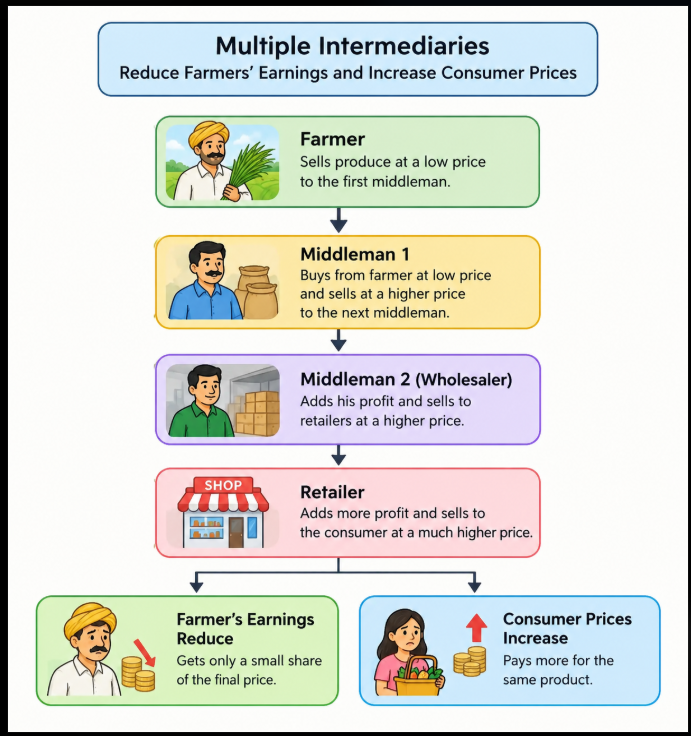 Multiple Intermediaries
Reduce Farmers' Earnings and Increase Consumer Prices
Farmer
Sells produce at a low price
to the first middleman.
Middleman 1
Buys from farmer at low price
and sells at a higher price
to the next middleman.
Middleman 2 (Wholesaler)
Adds his profit and sells to
retailers at a higher price.
SHOP
Retailer
Adds more profit and sells to
the consumer at a much higher price.
Farmer's Earnings
Reduce
Gets only a small share
of the final price.
Consumer Prices
Increase
Pays more for the
same product.